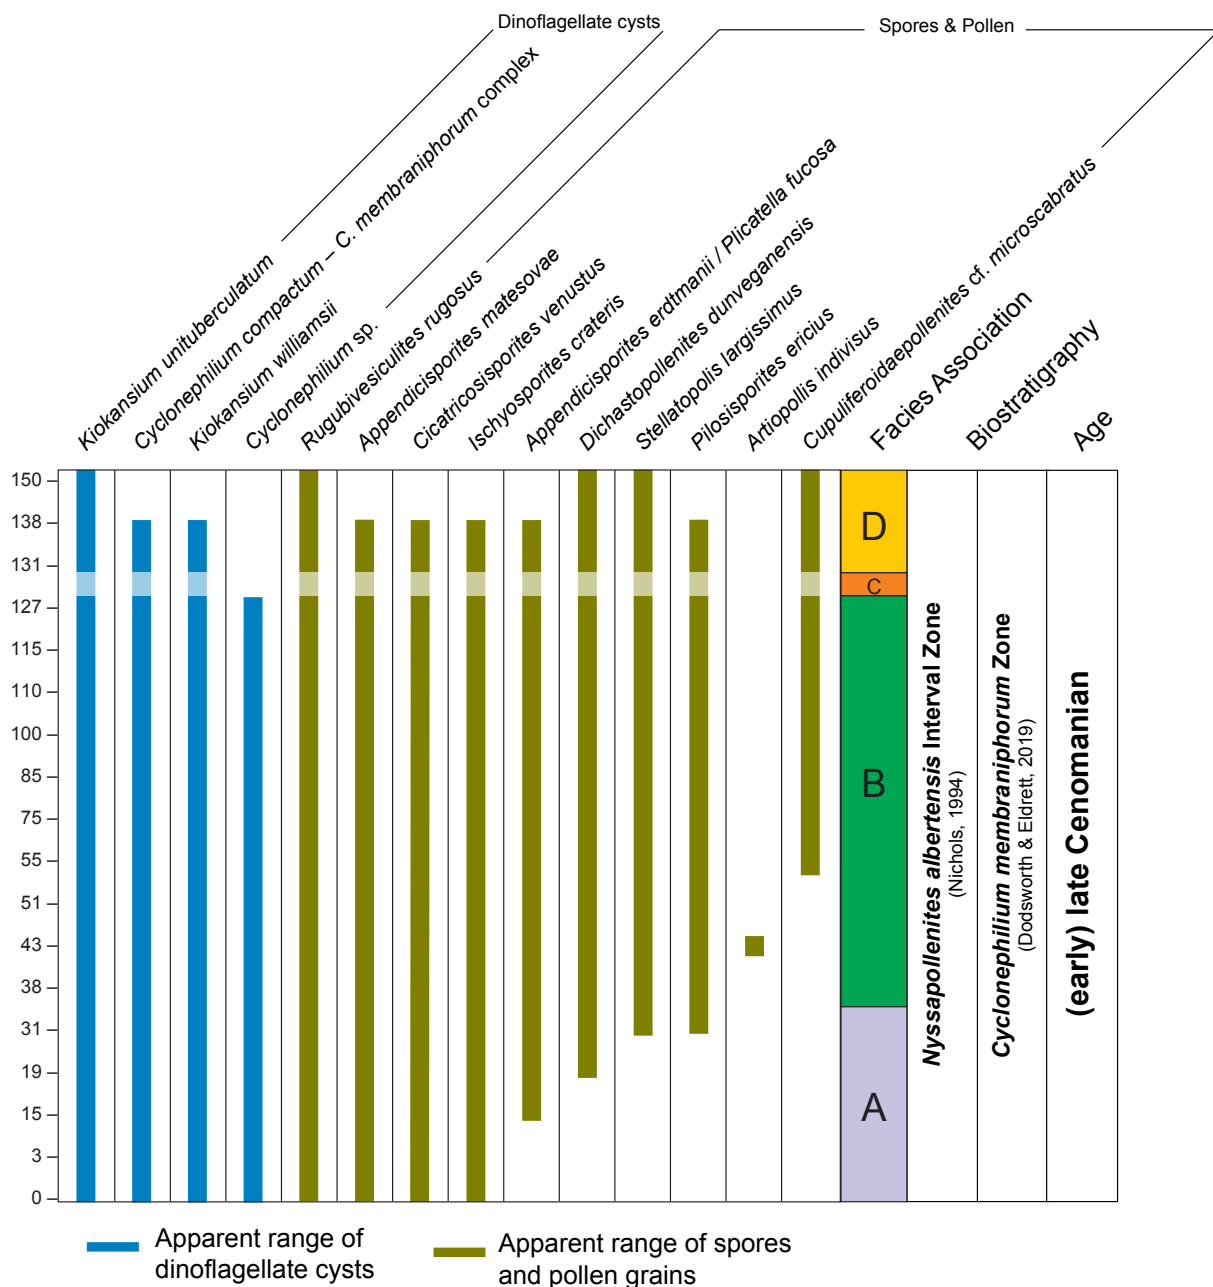 Dinoflagellate cysts
Spores & Pollen
Kiokansium unituberculatum
Cyclonephilium compactum – C. membraniphorum complex
Kiokansium williamsii
Cyclonephilium sp.
Rugubivesiculites rugosus
Appendicisporites matesovae
Cicatricosisporites venustus
Ischyosporites crateris
Appendicisporites erdtmanii / Plicatella fucosa
Dichastopollenites dunveganensis
Stellatopolis largissimus
Pilosisporites ericius
Artiopollis indivisus
Cupuliferoidaepollenites cf. microscabratus
Facies Association
Biostratigraphy
Age
150
138
131
127
115
110
100
85
75
55
51
43
38
31
19
15
3
0
D
C
B
A
Nyssapollenites albertensis Interval Zone
(Nichols, 1994)
Cyclonephilium membraniphorum Zone
(Dodsworth & Eldrett, 2019)
(early) late Cenomanian
Apparent range of
dinoflagellate cysts
Apparent range of spores
and pollen grains